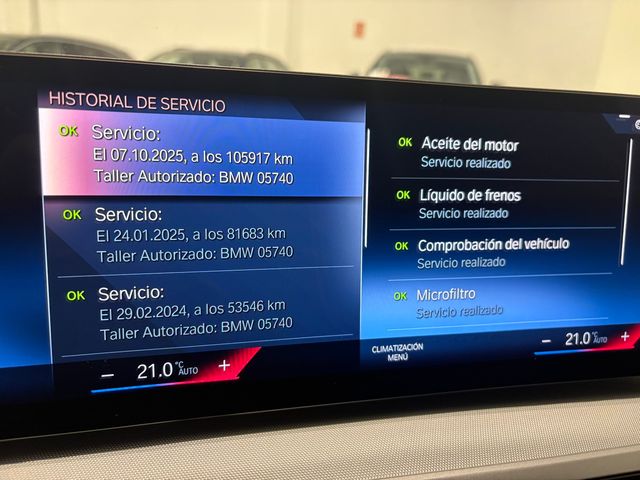 HISTORIAL DE SERVICIO
OK Servicio:
El 07.10.2025, a los 105917 km
Taller Autorizado: BMW 05740
OK Servicio:
El 24.01.2025, a los 81683 km
Taller Autorizado: BMW 05740
OK Servicio:
El 29.02.2024, a los 53546 km
Taller Autorizado: BMW 05740
OK Aceite del motor
Servicio realizado
OK Líquido de frenos
Servicio realizado
OK Comprobación del vehículo
Servicio realizado
OK Microfiltro
Servicio realizado
− 21.0 °C AUTO +
CLIMATIZACIÓN
MENÚ
− 21.0 °C AUTO +